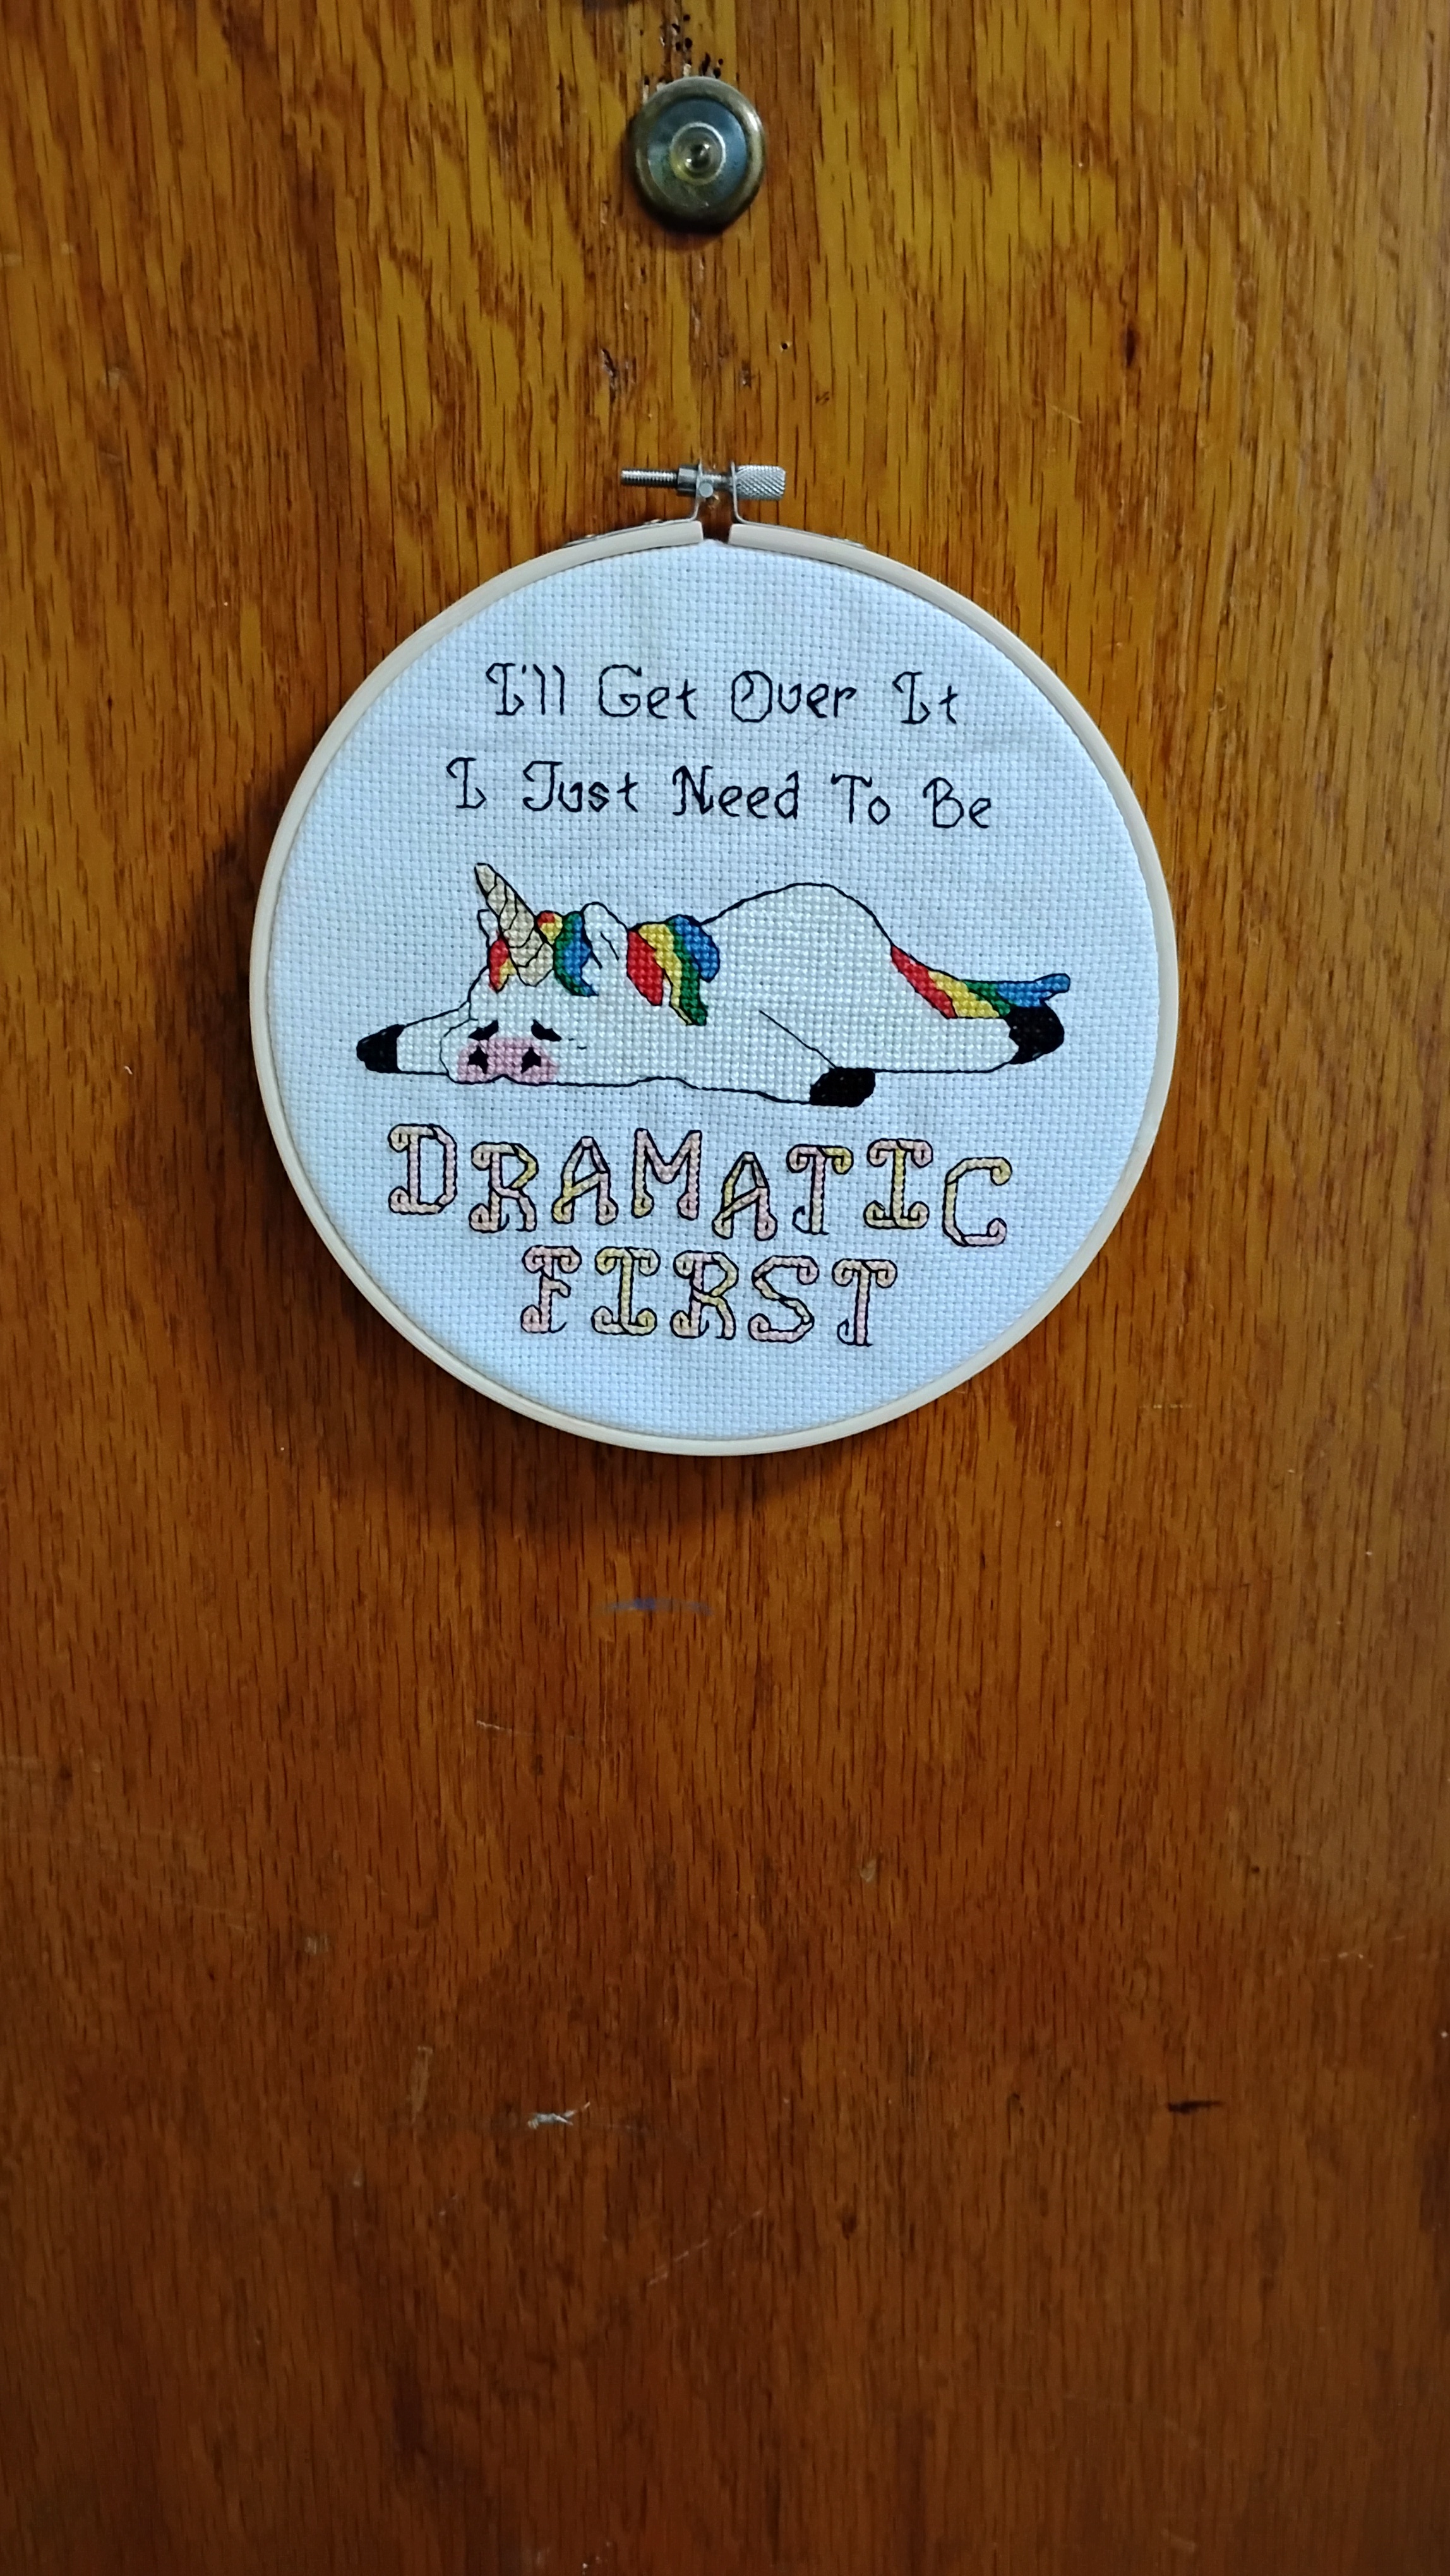 I'll Get Over It
I Just Need To Be
DRAMATIC
FIRST